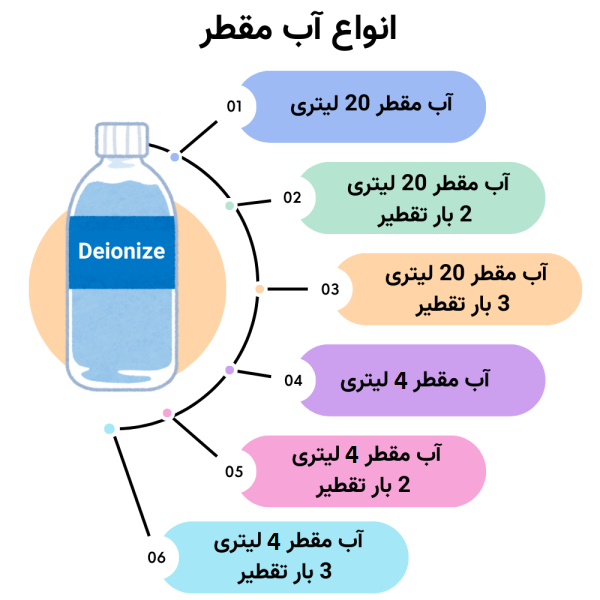 انواع آب مقطر
01
آب مقطر 20 لیتری
02
آب مقطر 20 لیتری
2 بار تقطیر
Deionize
03
آب مقطر 20 لیتری
3 بار تقطیر
04
آب مقطر 4 لیتری
05
آب مقطر 4 لیتری
2 بار تقطیر
06
آب مقطر 4 لیتری
3 بار تقطیر